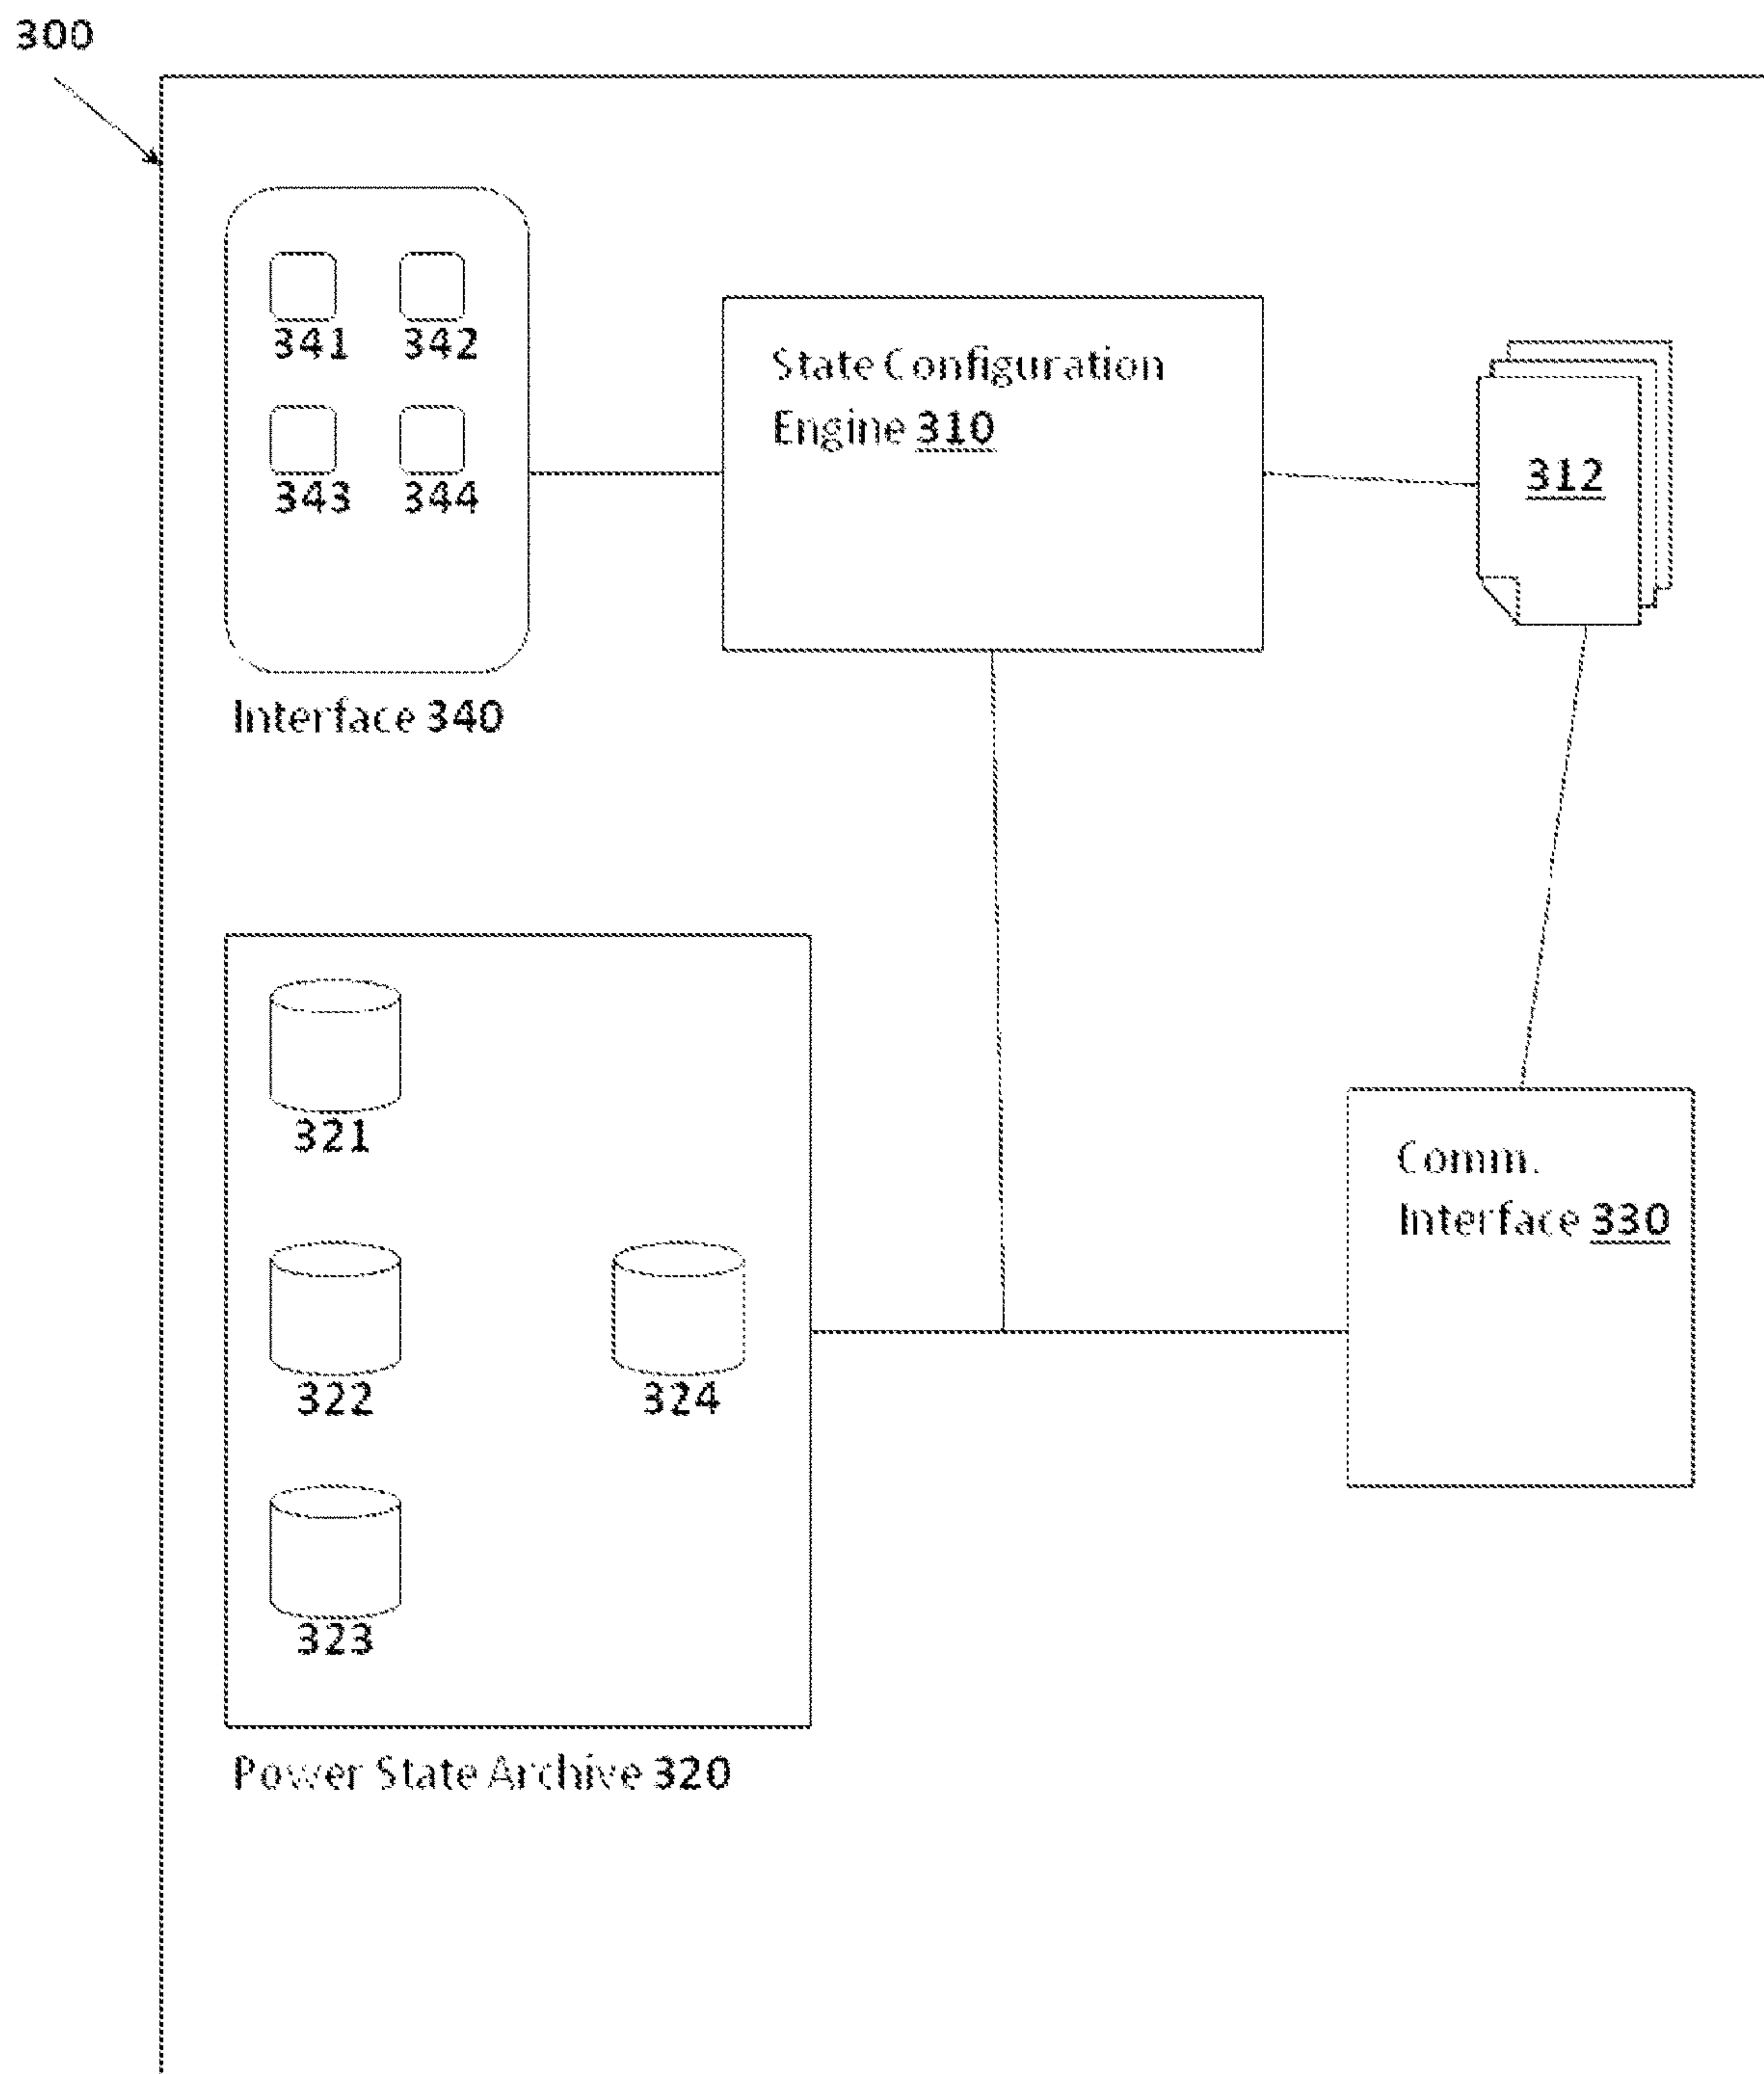 300
341 342
343 344
Interface 340
State Configuration
Engine 310
312
321
322
324
323
Power State Archive 320
Comm.
Interface 330